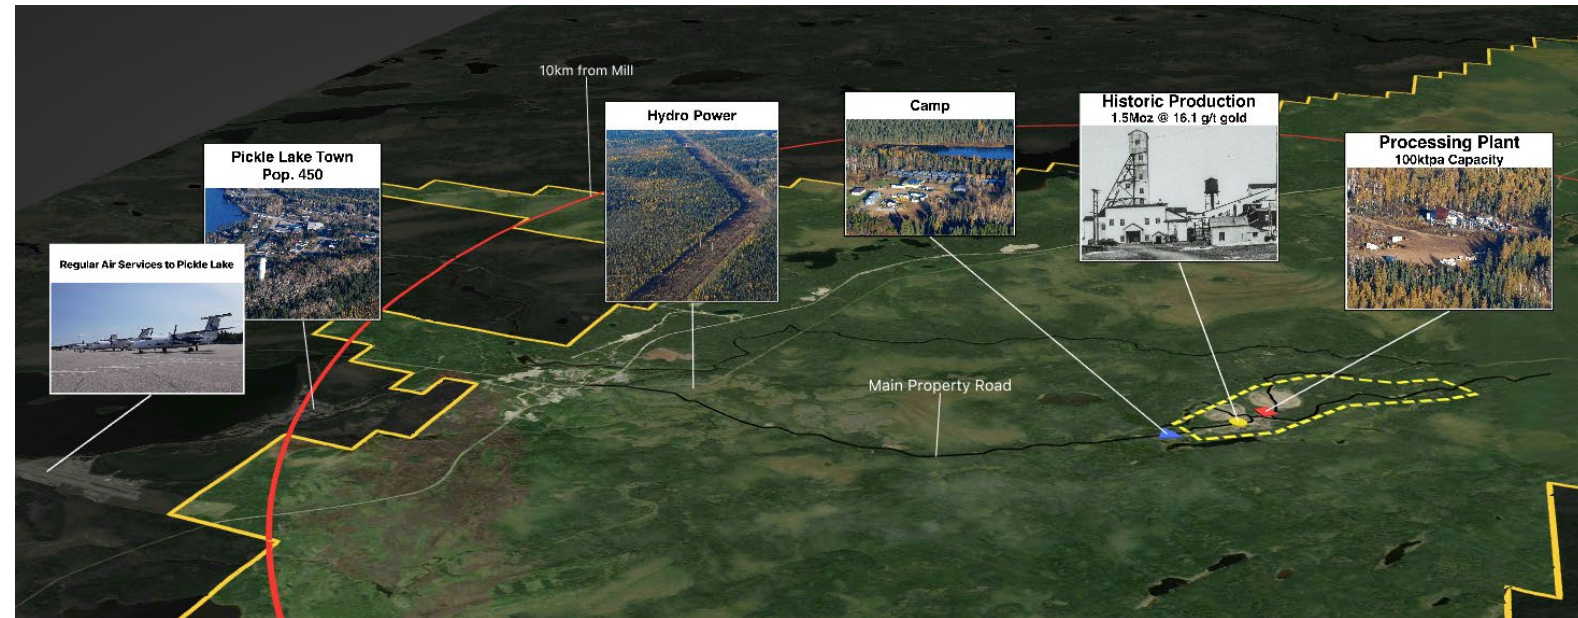 10km from Mill
Hydro Power
Camp
Historic Production
1.5Moz @ 16.1 g/t gold
Processing Plant
100ktpa Capacity
Pickle Lake Town
Pop. 450
Regular Air Services to Pickle Lake
Main Property Road